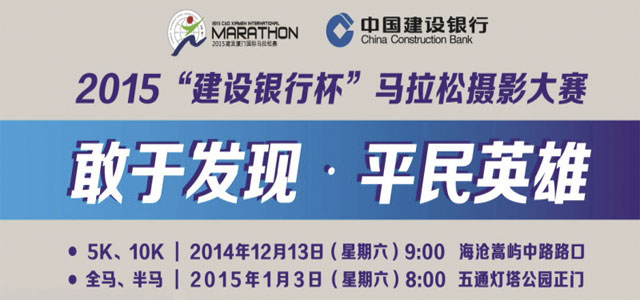 2015 C&D XIAMEN INTERNATIONAL
MARATHON
2015建发厦门国际马拉松赛
中国建设银行
China Construction Bank
2015“建设银行杯”马拉松摄影大赛
敢于发现·平民英雄
• 5K、10K | 2014年12月13日(星期六)9:00 海沧嵩屿中路路口
• 全马、半马 | 2015年1月3日(星期六)8:00 五通灯塔公园正门